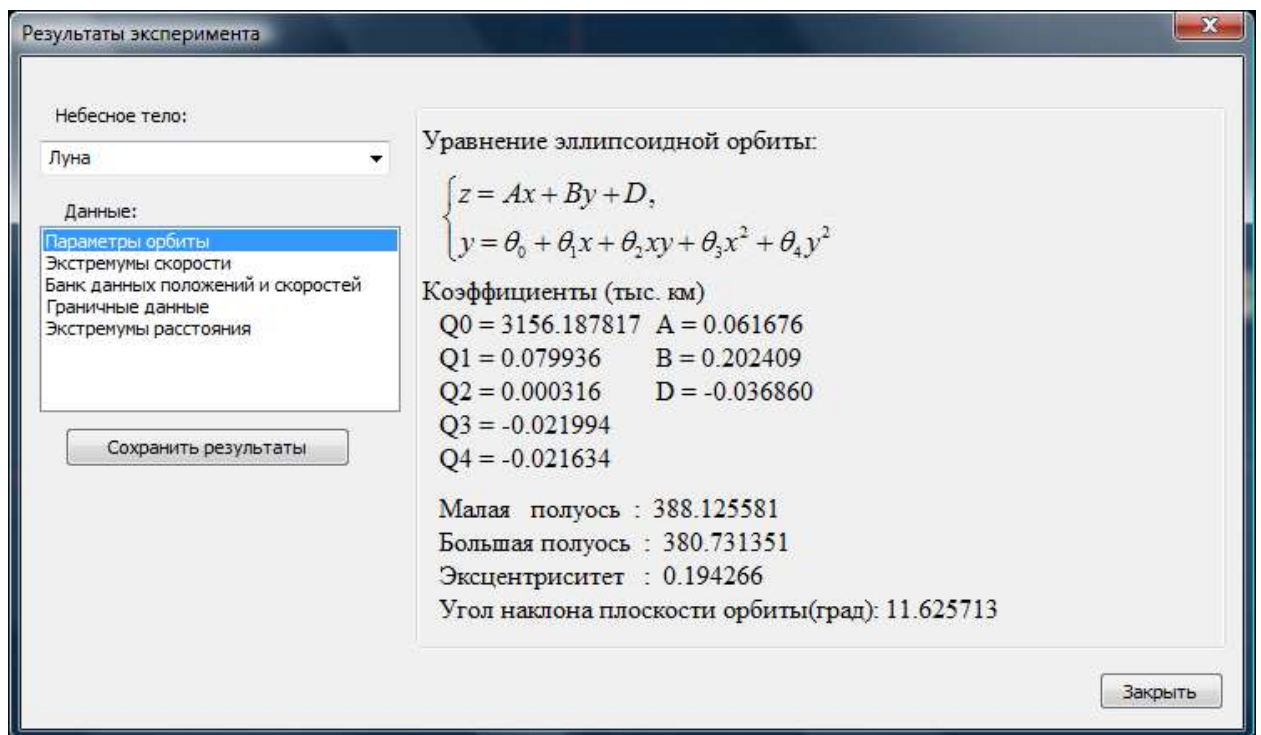 Результаты эксперимента
Небесное тело:
Луна
Данные:
Параметры орбиты
Экстремумы скорости
Банк данных положений и скоростей
Граничные данные
Экстремумы расстояния
Сохранить результаты
Уравнение эллипсоидной орбиты:
z = Ax + By + D,
y = θ₀ + θ₁x + θ₂xy + θ₃x² + θ₄y²
Коэффициенты (тыс. км)
Q0 = 3156.187817 A = 0.061676
Q1 = 0.079936 B = 0.202409
Q2 = 0.000316 D = -0.036860
Q3 = -0.021994
Q4 = -0.021634
Малая полуось : 388.125581
Большая полуось : 380.731351
Эксцентриситет : 0.194266
Угол наклона плоскости орбиты(град): 11.625713
Закрыть